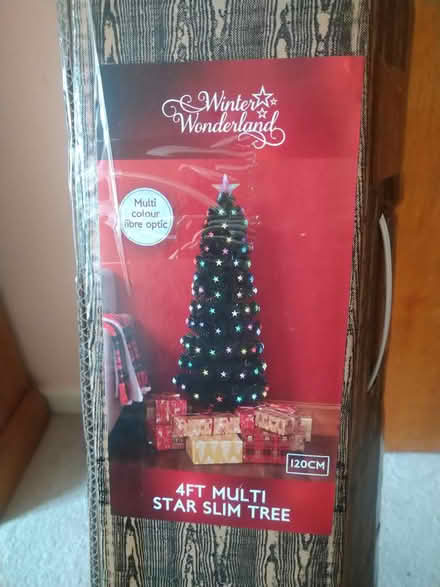 Winter
Wonderland
Multi
colour
fibre optic
120CM
4FT MULTI
STAR SLIM TREE